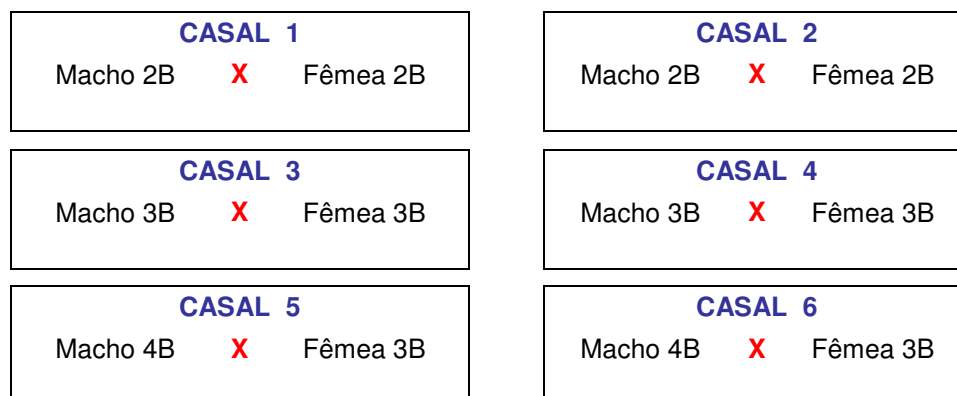 CASAL 1
Macho 2B X Fêmea 2B
CASAL 2
Macho 2B X Fêmea 2B
CASAL 3
Macho 3B X Fêmea 3B
CASAL 4
Macho 3B X Fêmea 3B
CASAL 5
Macho 4B X Fêmea 3B
CASAL 6
Macho 4B X Fêmea 3B